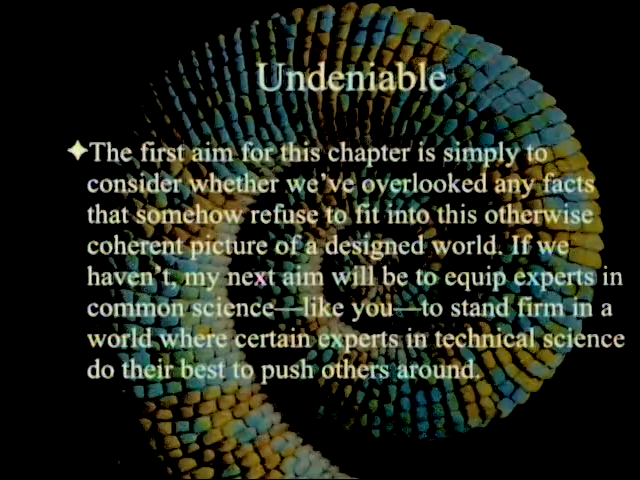 Undeniable
✦The first aim for this chapter is simply to
consider whether we've overlooked any facts
that somehow refuse to fit into this otherwise
coherent picture of a designed world. If we
haven't, my next aim will be to equip experts in
common science—like you—to stand firm in a
world where certain experts in technical science
do their best to push others around.